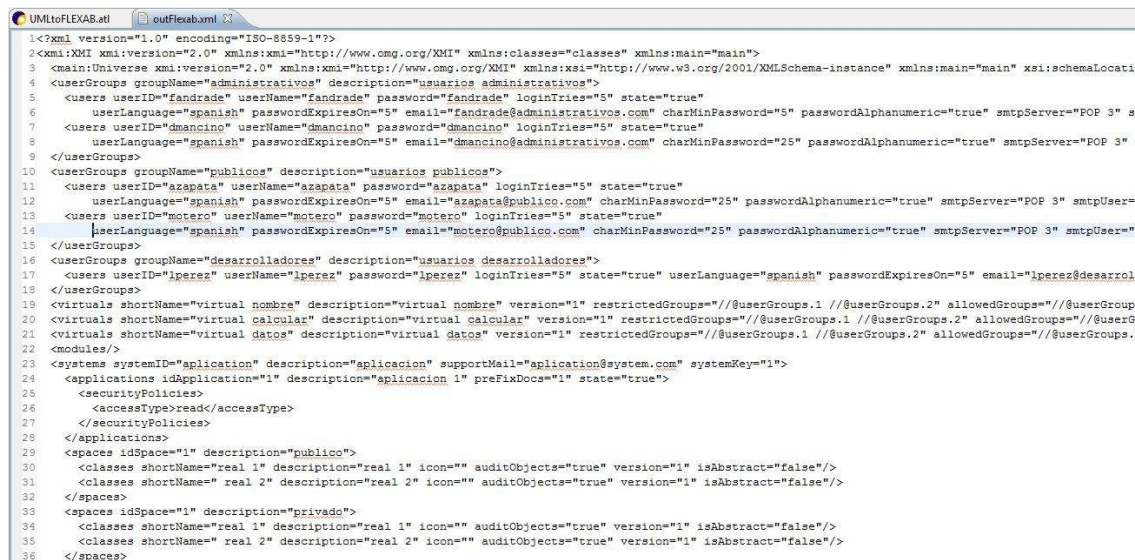 UMLtoFLEXAB.atl outFlexab.xml
1<?xml version="1.0" encoding="ISO-8859-1"?>
2<xmi:XMI xmi:version="2.0" xmlns:xmi="http://www.omg.org/XMI" xmlns:classes="classes" xmlns:main="main">
3 <main:Universe xmi:version="2.0" xmlns:xmi="http://www.omg.org/XMI" xmlns:xsi="http://www.w3.org/2001/XMLSchema-instance" xmlns:main="main" xsi:schemaLocati
4 <userGroups groupName="administrativos" description="usuarios administrativos">
5 <users userID="fandrade" userName="fandrade" password="fandrade" loginTries="5" state="true"
6 userLanguage="spanish" passwordExpiresOn="5" email="fandrade@administrativos.com" charMinPassword="5" passwordAlphanumeric="true" smtpServer="POP 3" s
7 <users userID="dmancino" userName="dmancino" password="dmancino" loginTries="5" state="true"
8 userLanguage="spanish" passwordExpiresOn="5" email="dmancino@administrativos.com" charMinPassword="25" passwordAlphanumeric="true" smtpServer="POP 3"
9 </userGroups>
10 <userGroups groupName="publicos" description="usuarios publicos">
11 <users userID="azapata" userName="azapata" password="azapata" loginTries="5" state="true"
12 userLanguage="spanish" passwordExpiresOn="5" email="azapata@publico.com" charMinPassword="25" passwordAlphanumeric="true" smtpServer="POP 3" smtpUser=
13 <users userID="motero" userName="motero" password="motero" loginTries="5" state="true"
14 userLanguage="spanish" passwordExpiresOn="5" email="motero@publico.com" charMinPassword="25" passwordAlphanumeric="true" smtpServer="POP 3" smtpUser="
15 </userGroups>
16 <userGroups groupName="desarrolladores" description="usuarios desarrolladores">
17 <users userID="lperez" userName="lperez" password="lperez" loginTries="5" state="true" userLanguage="spanish" passwordExpiresOn="5" email="lperez@desarrol
18 </userGroups>
19 <virtuals shortName="virtual nombre" description="virtual nombre" version="1" restrictedGroups="//@userGroups.1 //@userGroups.2" allowedGroups="//@userGroup
20 <virtuals shortName="virtual calcular" description="virtual calcular" version="1" restrictedGroups="//@userGroups.1 //@userGroups.2" allowedGroups="//@userG
21 <virtuals shortName="virtual datos" description="virtual datos" version="1" restrictedGroups="//@userGroups.1 //@userGroups.2" allowedGroups="//@userGroups.
22 <modules/>
23 <systems systemID="aplication" description="aplicacion" supportMail="aplication@system.com" systemKey="1">
24 <applications idApplication="1" description="aplicacion 1" preFixDocs="1" state="true">
25 <securityPolicies>
26 <accessType>read</accessType>
27 </securityPolicies>
28 </applications>
29 <spaces idSpace="1" description="publico">
30 <classes shortName="real 1" description="real 1" icon="" auditObjects="true" version="1" isAbstract="false"/>
31 <classes shortName=" real 2" description="real 2" icon="" auditObjects="true" version="1" isAbstract="false"/>
32 </spaces>
33 <spaces idSpace="1" description="privado">
34 <classes shortName="real 1" description="real 1" icon="" auditObjects="true" version="1" isAbstract="false"/>
35 <classes shortName=" real 2" description="real 2" icon="" auditObjects="true" version="1" isAbstract="false"/>
36 </spaces>